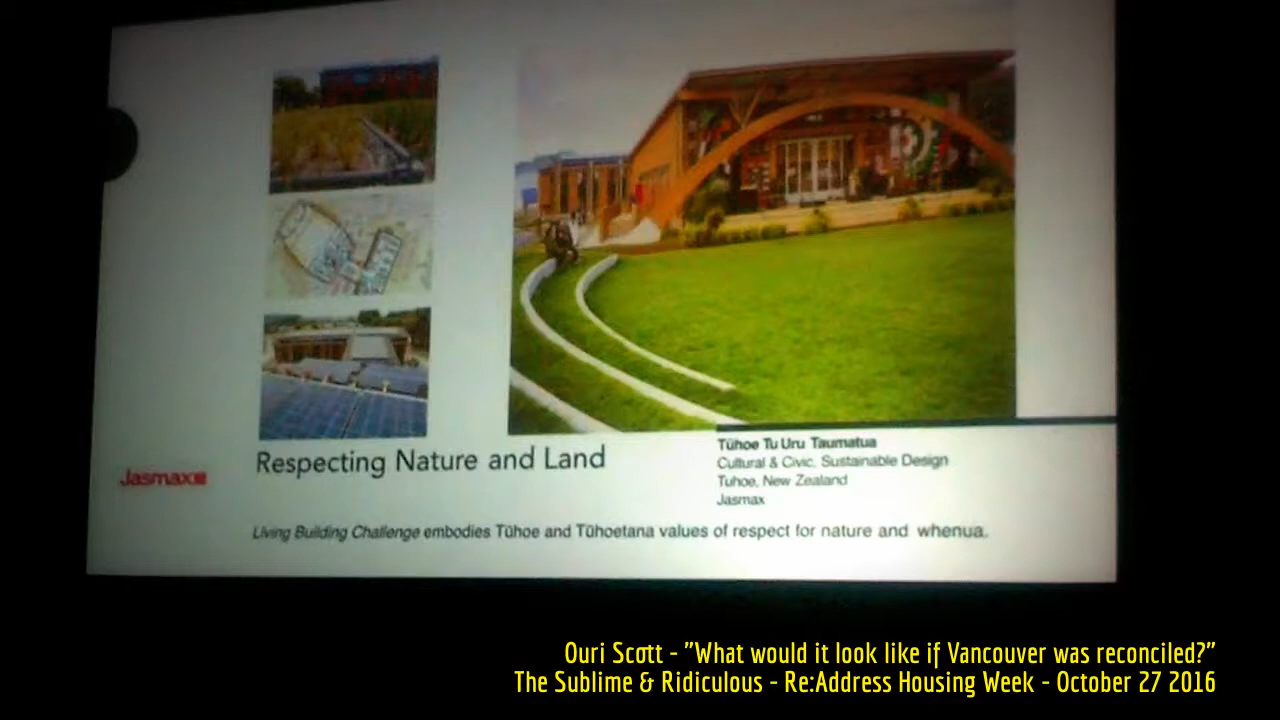 Jasmax
Respecting Nature and Land
Tūhoe Tu Uru Taumatua
Cultural & Civic, Sustainable Design
Tuhoe, New Zealand
Jasmax
Living Building Challenge embodies Tūhoe and Tūhoetana values of respect for nature and whenua.
Ouri Scott - "What would it look like if Vancouver was reconciled?"
The Sublime & Ridiculous - Re:Address Housing Week - October 27 2016